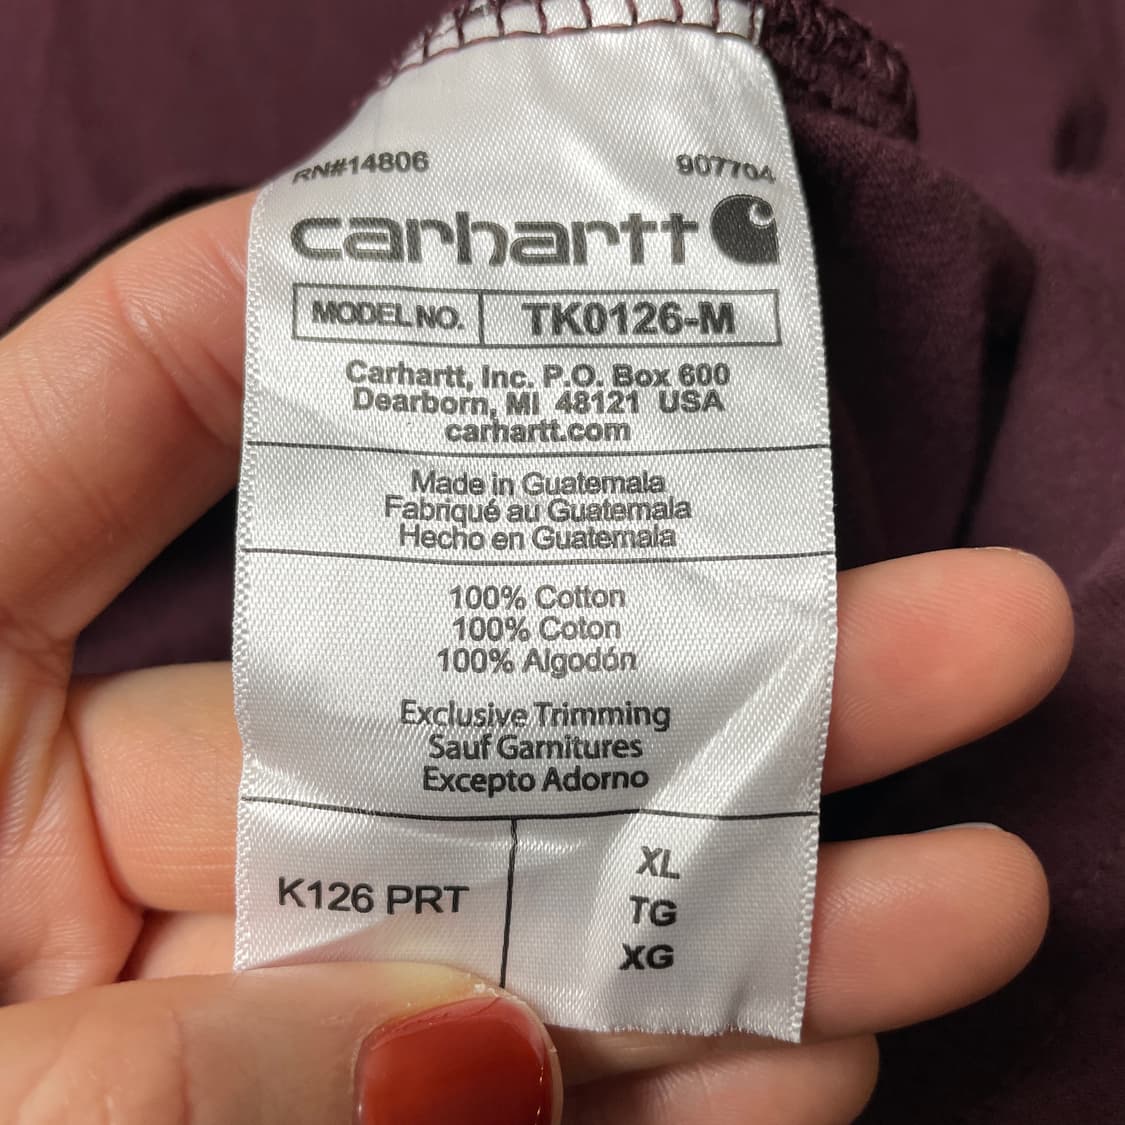 RN#14806 907704
carhartt
MODEL NO. TK0126-M
Carhartt, Inc. P.O. Box 600
Dearborn, MI 48121 USA
carhartt.com
Made in Guatemala
Fabriqué au Guatemala
Hecho en Guatemala
100% Cotton
100% Coton
100% Algodón
Exclusive Trimming
Sauf Garnitures
Excepto Adorno
K126 PRT
XL
TG
XG